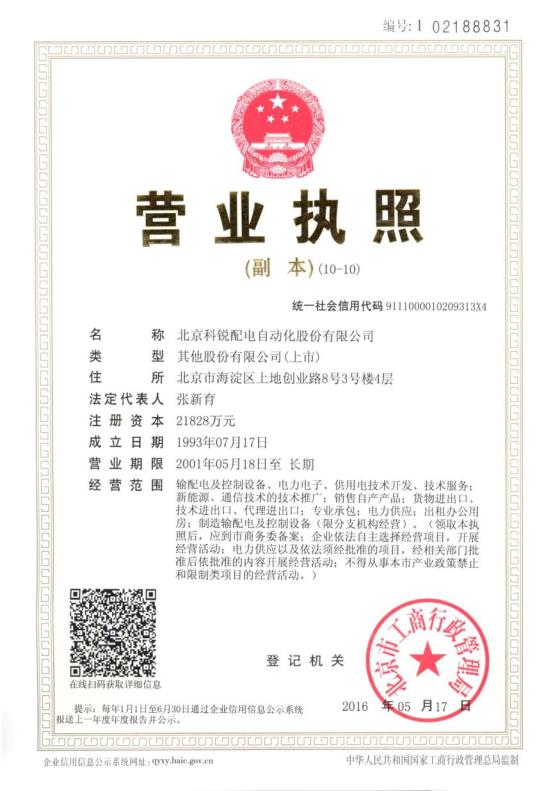 编号: 1 02188831
营业执照
(副 本)(10-10)
统一社会信用代码 9111000010209313X4
名 称 北京科锐配电自动化股份有限公司
类 型 其他股份有限公司(上市)
住 所 北京市海淀区上地创业路8号3号楼4层
法定代表人 张新育
注册资本 21828万元
成立日期 1993年07月17日
营业期限 2001年05月18日至 长期
经营范围 输配电及控制设备、电力电子、供用电技术开发、技术服务;
新能源、通信技术的技术推广; 销售自产产品; 货物进出口、
技术进出口、代理进出口; 专业承包; 电力供应; 出租办公用
房; 制造输配电及控制设备(限分支机构经营)。(领取本执
照后, 应到市商务委备案; 企业依法自主选择经营项目, 开展
经营活动; 电力供应以及依法须经批准的项目, 经相关部门批
准后依批准的内容开展经营活动; 不得从事本市产业政策禁止
和限制类项目的经营活动。)
在线扫码获取详细信息
登记机关
北京市工商行政管理局
2016 年 05 月 17 日
提示: 每年1月1日至6月30日通过企业信用信息公示系统
报送上一年度年度报告并公示。
企业信用信息公示系统网址: qyxy.baic.gov.cn
中华人民共和国国家工商行政管理总局监制